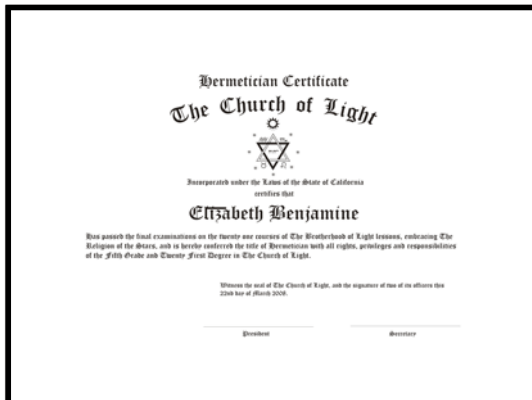 Hermetician Certificate
The Church of Light
Incorporated under the Laws of the State of California
certifies that
Elizabeth Benjamine
Has passed the final examinations on the twenty one courses of The Brotherhood of Light lessons, embracing The
Religion of the Stars, and is hereby conferred the title of Hermetician with all rights, privileges and responsibilities
of the Fifth Grade and Twenty First Degree in The Church of Light.
Witness the seal of The Church of Light, and the signature of two of its officers this
22nd day of March
President Secretary